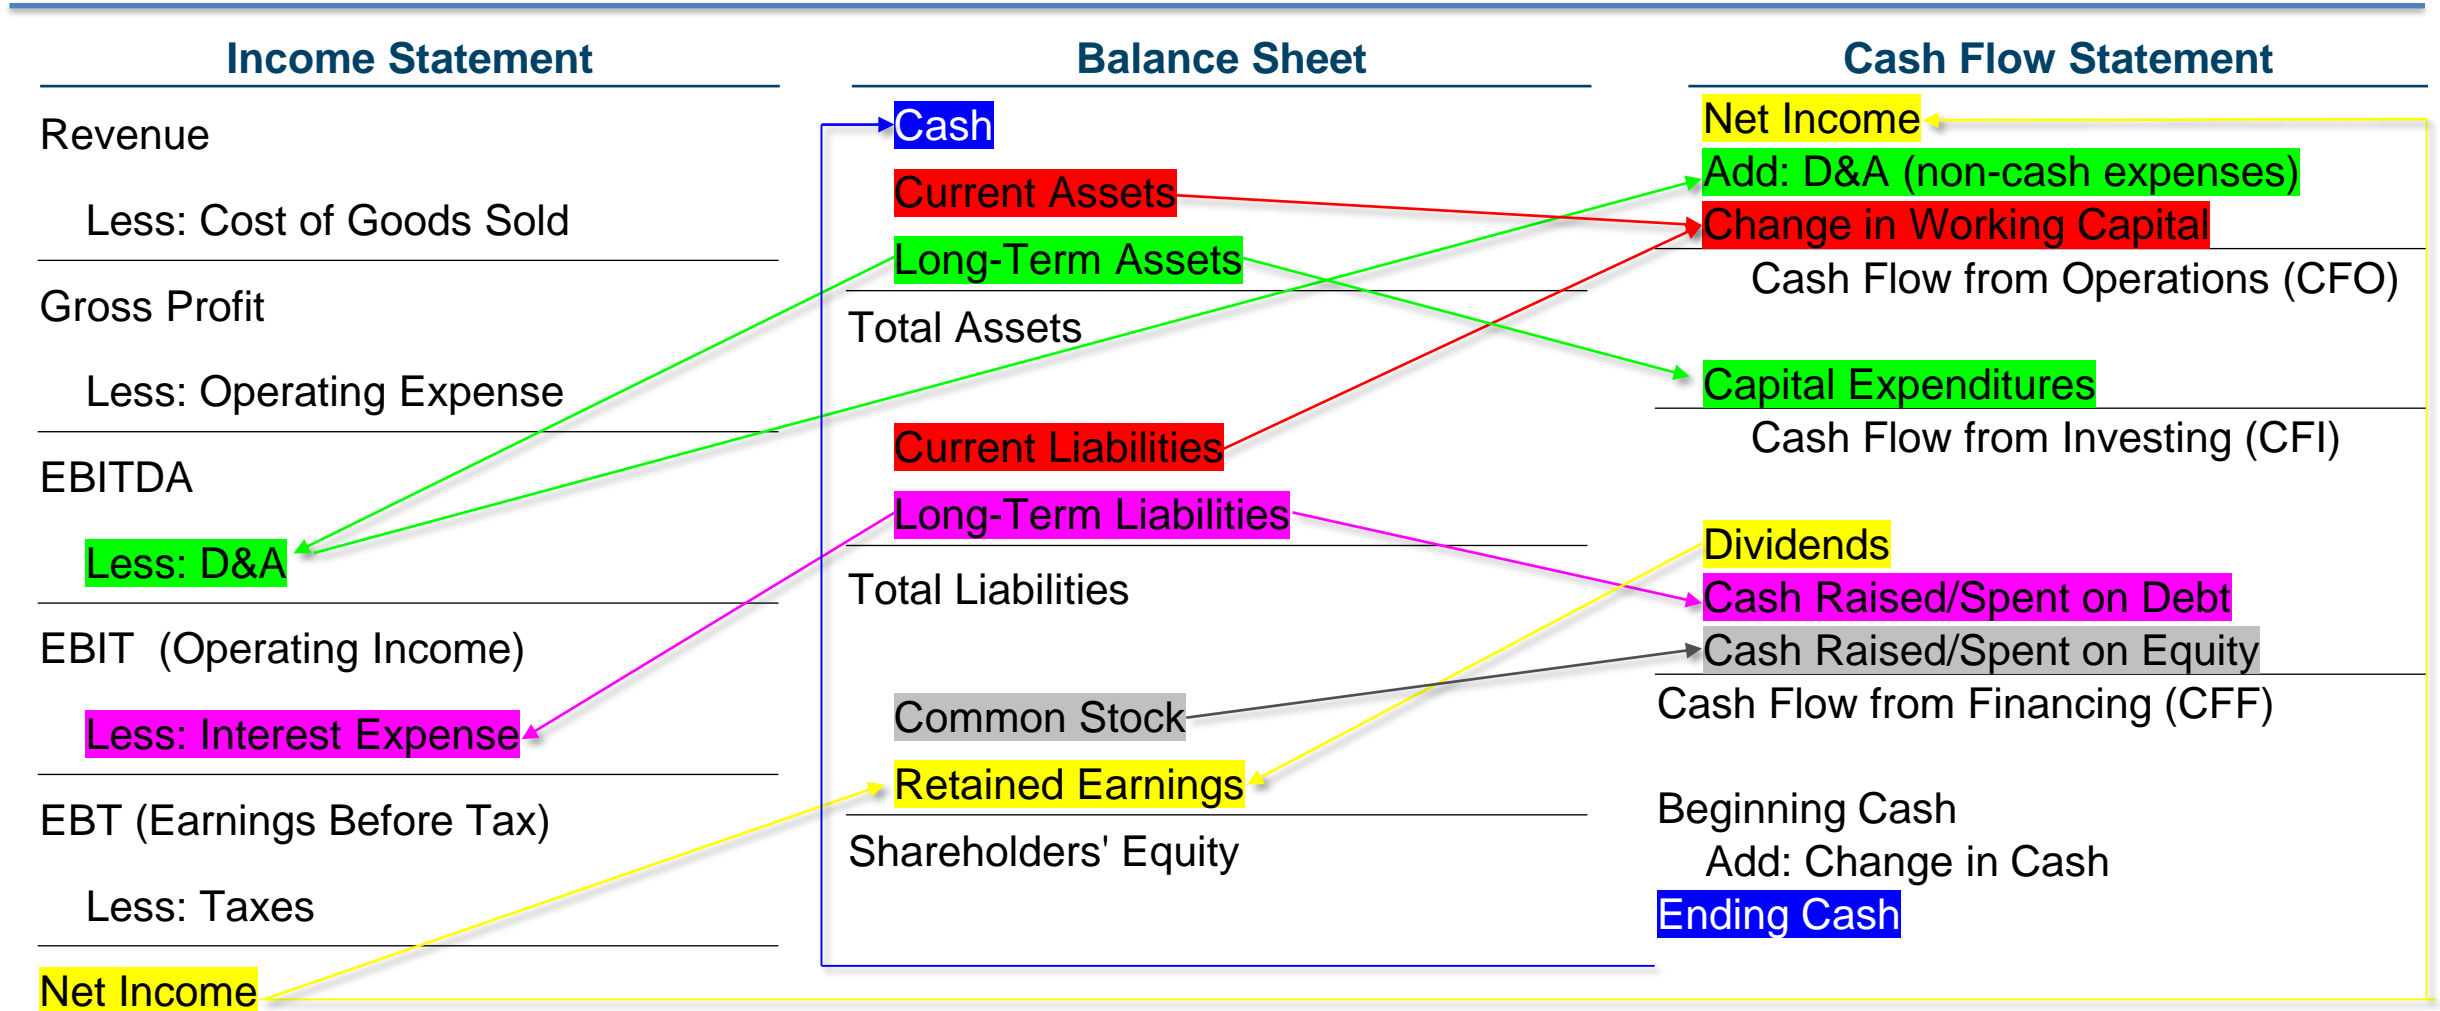 Income Statement
Revenue
Less: Cost of Goods Sold
Gross Profit
Less: Operating Expense
EBITDA
Less: D&A
EBIT  (Operating Income)
Less: Interest Expense
EBT (Earnings Before Tax)
Less: Taxes
Net Income
Balance Sheet
Cash
Current Assets
Long-Term Assets
Total Assets
Current Liabilities
Long-Term Liabilities
Total Liabilities
Common Stock
Retained Earnings
Shareholders' Equity
Cash Flow Statement
Net Income
Add: D&A (non-cash expenses)
Change in Working Capital
Cash Flow from Operations (CFO)
Capital Expenditures
Cash Flow from Investing (CFI)
Dividends
Cash Raised/Spent on Debt
Cash Raised/Spent on Equity
Cash Flow from Financing (CFF)
Beginning Cash
Add: Change in Cash
Ending Cash